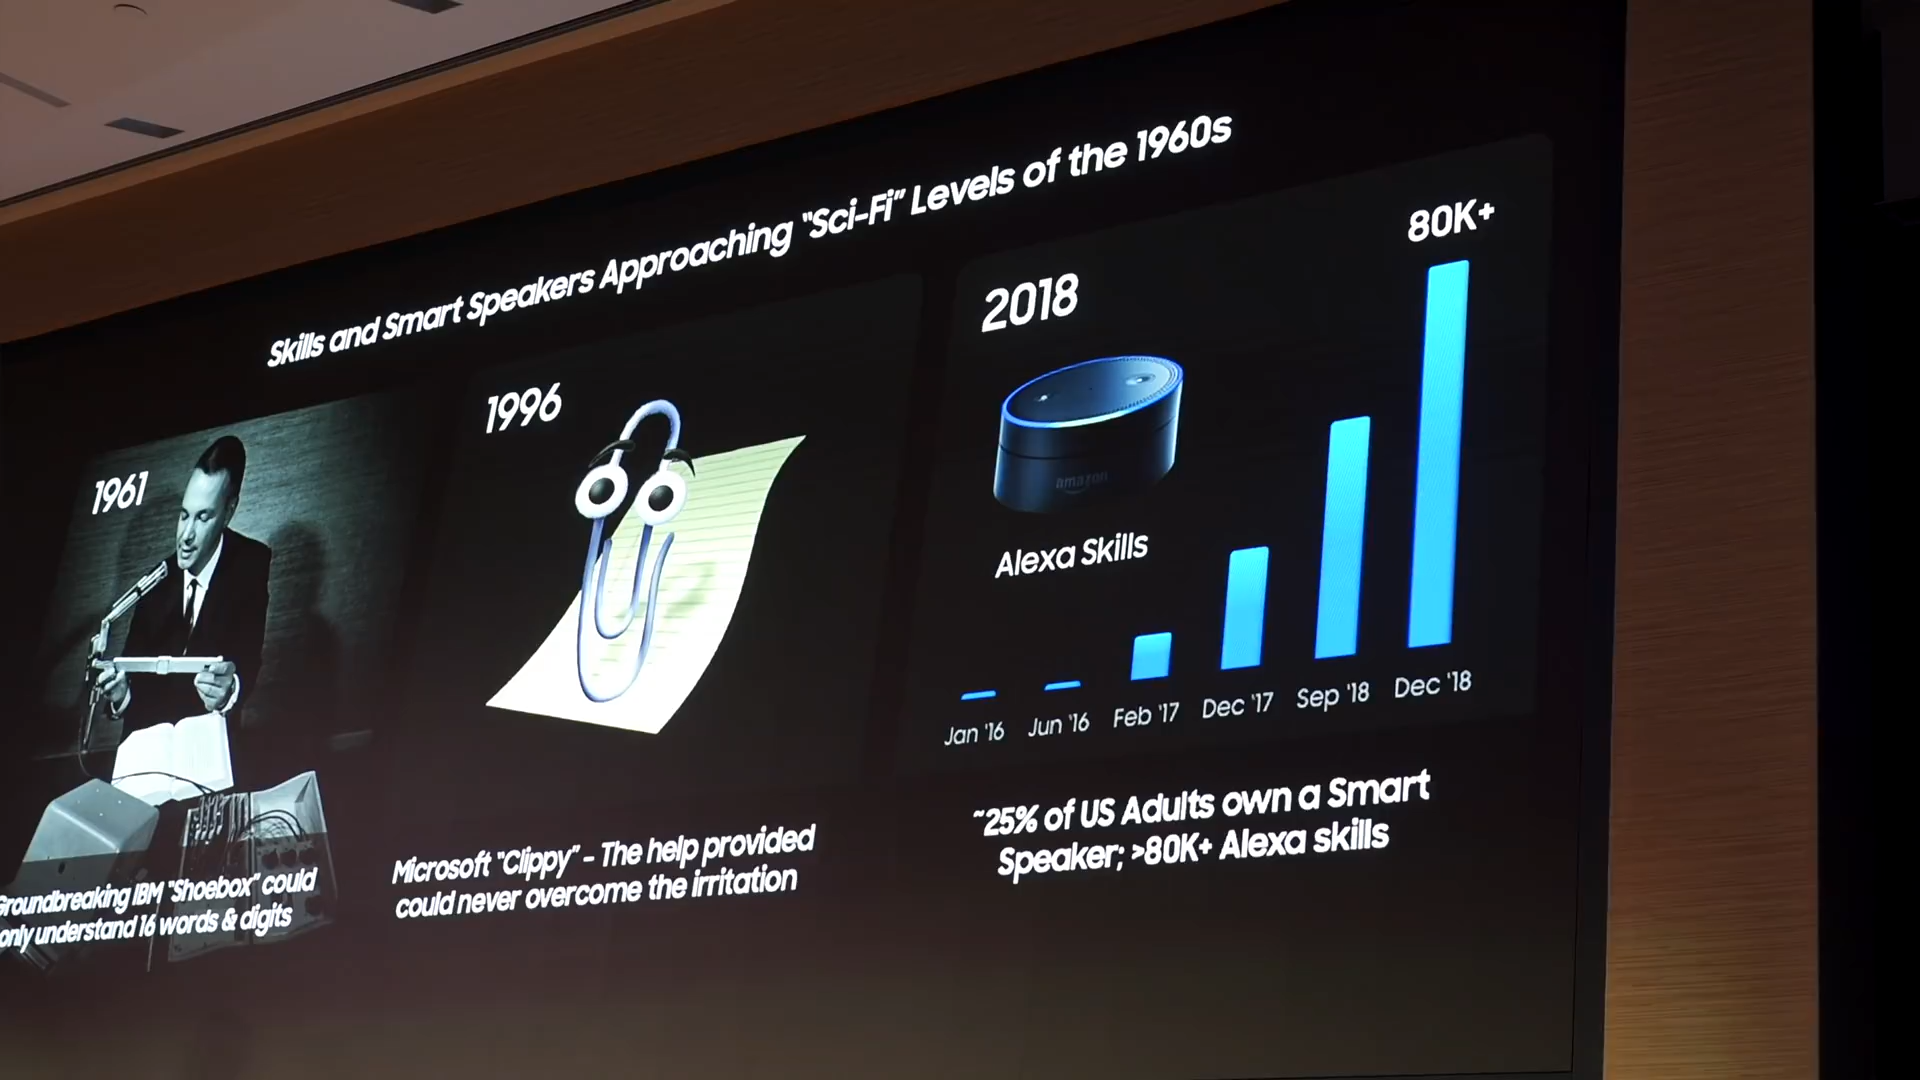 Skills and Smart Speakers Approaching "Sci-Fi" Levels of the 1960s
1961
Groundbreaking IBM "Shoebox" could
only understand 16 words & digits
1996
Microsoft "Clippy" - The help provided
could never overcome the irritation
2018
amazon
Alexa Skills
80K+
Jan '16
Jun '16
Feb '17
Dec '17
Sep '18
Dec '18
~25% of US Adults own a Smart
Speaker; >80K+ Alexa skills